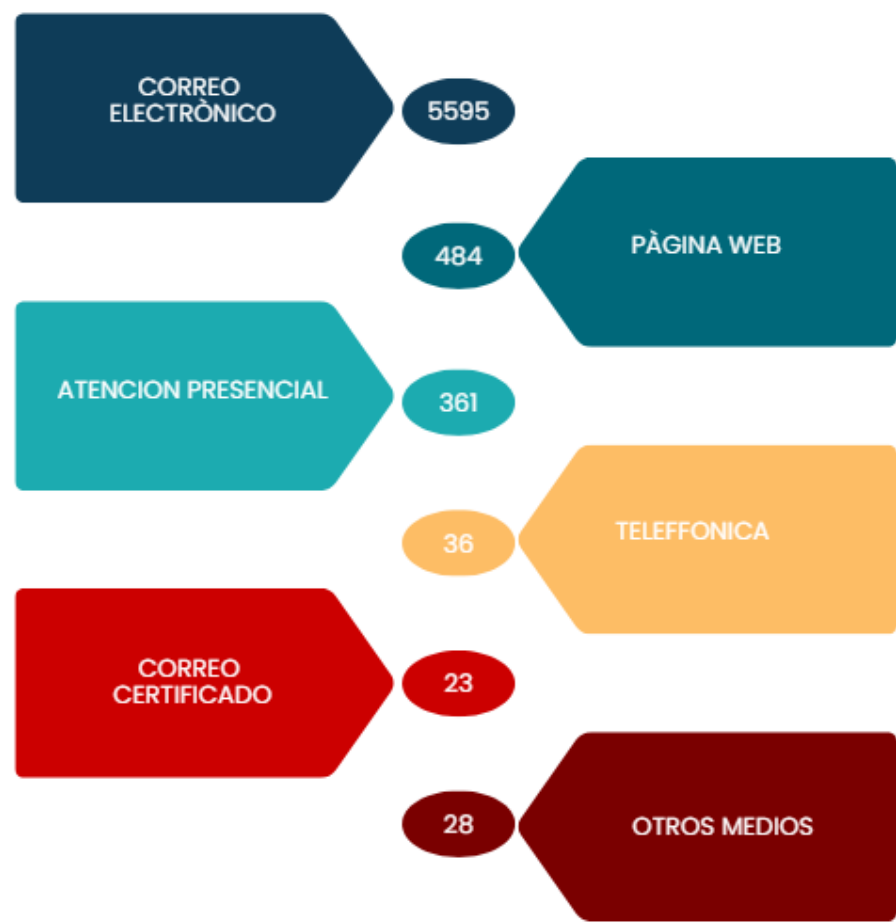 CORREO
ELECTRÒNICO
5595
484
PÀGINA WEB
ATENCION PRESENCIAL
361
36
TELEFFONICA
CORREO
CERTIFICADO
23
28
OTROS MEDIOS